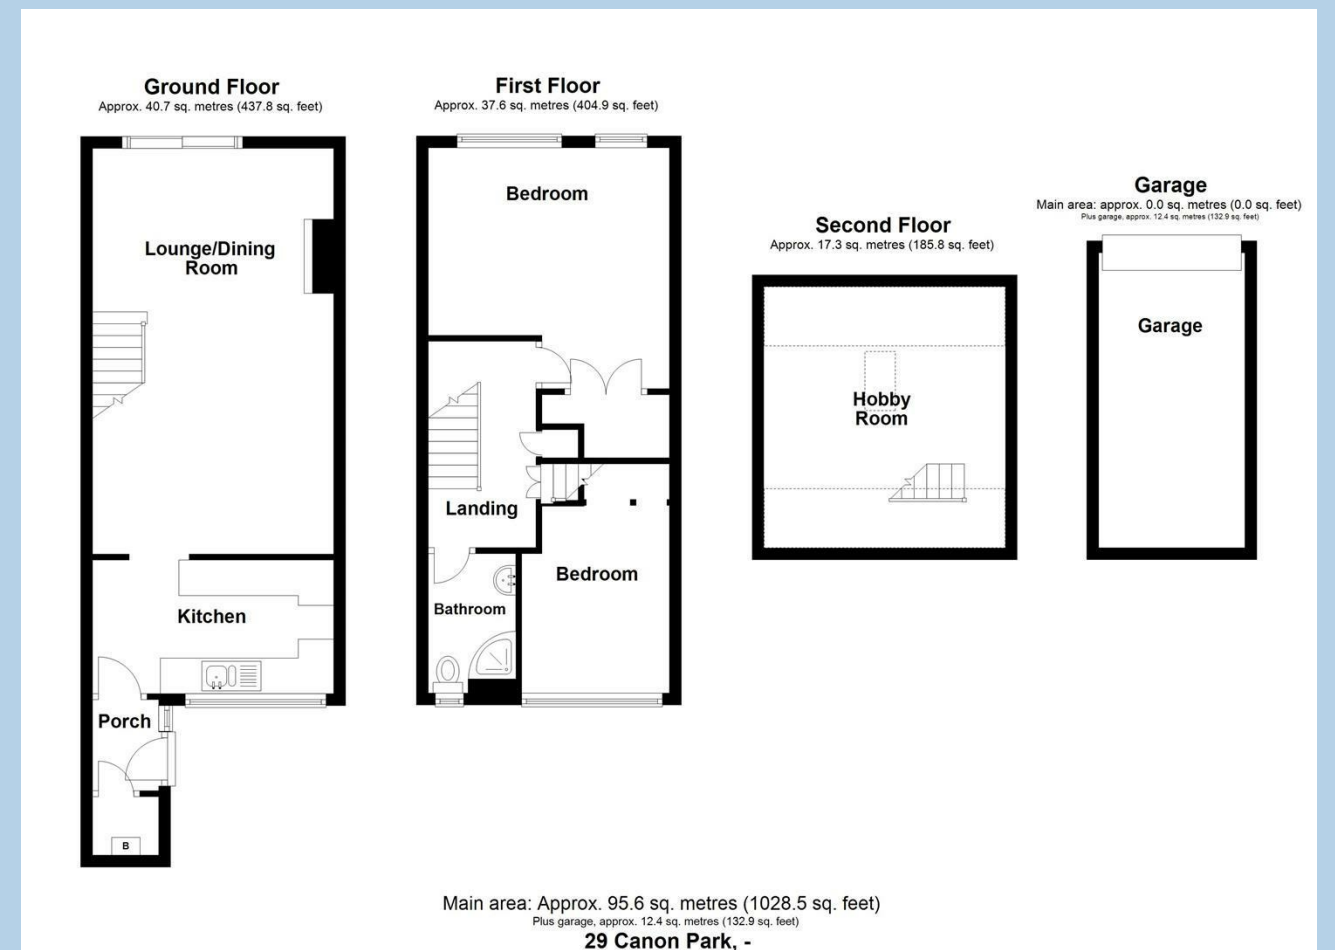 Ground Floor
Approx. 40.7 sq. metres (437.8 sq. feet)
Lounge/Dining
Room
Kitchen
Porch
B
First Floor
Approx. 37.6 sq. metres (404.9 sq. feet)
Bedroom
Landing
Bedroom
Bathroom
Second Floor
Approx. 17.3 sq. metres (185.8 sq. feet)
Hobby
Room
Garage
Main area: approx. 0.0 sq. metres (0.0 sq. feet)
Plus garage, approx. 12.4 sq. metres (132.9 sq. feet)
Garage
Main area: Approx. 95.6 sq. metres (1028.5 sq. feet)
Plus garage, approx. 12.4 sq. metres (132.9 sq. feet)
29 Canon Park, -